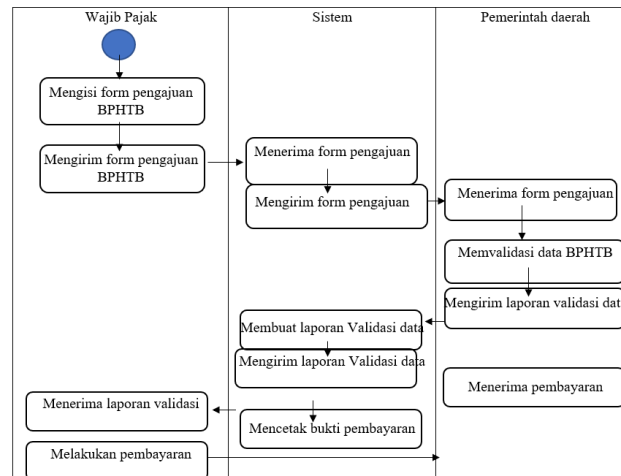 Wajib Pajak
Sistem
Pemerintah daerah
Mengisi form pengajuan
BPHTB
Mengirim form pengajuan
BPHTB
Menerima form pengajuan
Mengirim form pengajuan
Menerima form pengajuan
Memvalidasi data BPHTB
Mengirim laporan validasi dat
Membuat laporan Validasi data
Mengirim laporan Validasi data
Menerima pembayaran
Menerima laporan validasi
Mencetak bukti pembayaran
Melakukan pembayaran